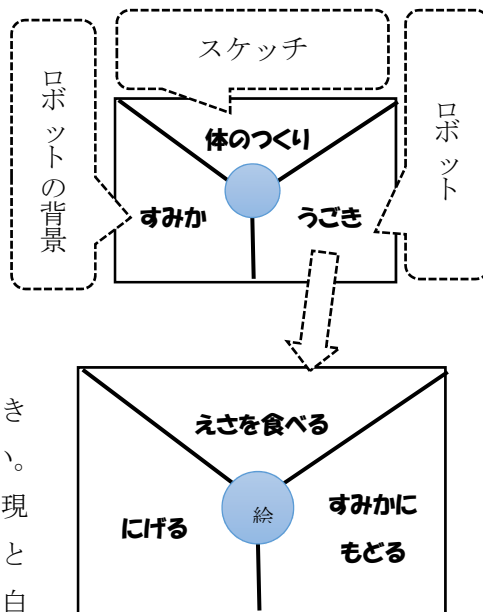 スケッチ
ロボットの背景
ロボット
体のつくり
すみか
うごき
えさを食べる
にげる
絵
すみかに
もどる
き
い。
現
と
白